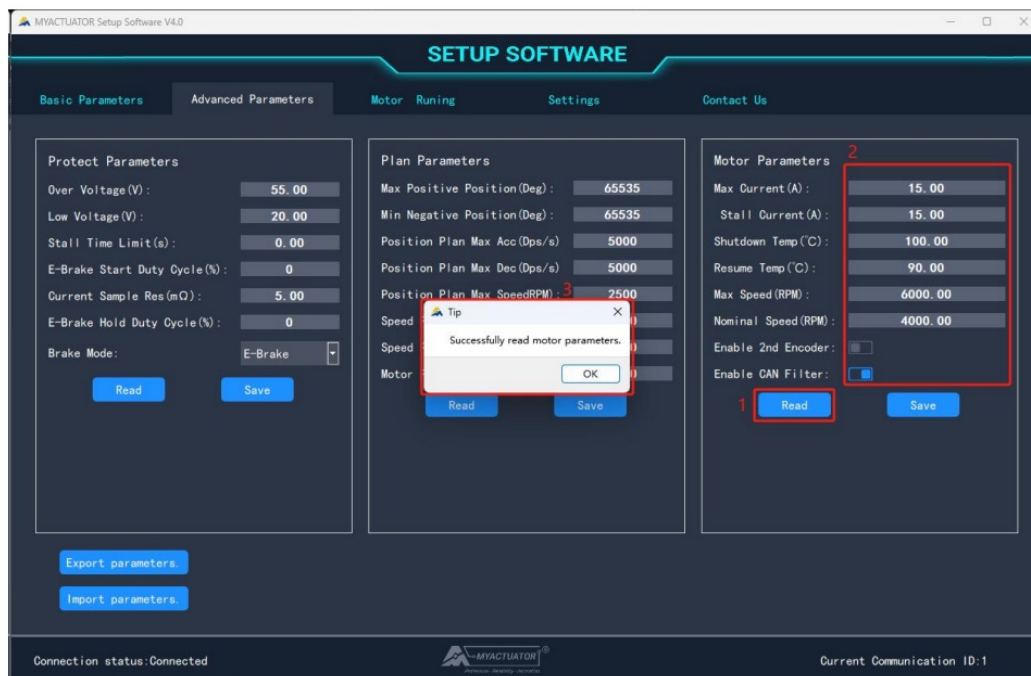 MYACTUATOR Setup Software V4.0
SETUP SOFTWARE
Basic Parameters
Advanced Parameters
Motor Runing
Settings
Contact Us
Protect Parameters
Over Voltage(V): 55.00
Low Voltage(V): 20.00
Stall Time Limit(s): 0.00
E-Brake Start Duty Cycle(%): 0
Current Sample Res(mΩ): 5.00
E-Brake Hold Duty Cycle(%): 0
Brake Mode: E-Brake
Read Save
Plan Parameters
Max Positive Position(Deg): 65535
Min Negative Position(Deg): 65535
Position Plan Max Acc(Dps/s) 5000
Position Plan Max Dec(Dps/s) 5000
Position Plan Max SpeedRPM): 2500
Speed
Speed
Motor
3
Tip
Successfully read motor parameters.
OK
Read Save
Motor Parameters
2
Max Current(A): 15.00
Stall Current(A): 15.00
Shutdown Temp(℃): 100.00
Resume Temp(℃): 90.00
Max Speed(RPM): 6000.00
Nominal Speed(RPM): 4000.00
Enable 2nd Encoder:
Enable CAN Filter:
1
Read Save
Export parameters.
Import parameters.
Connection status:Connected
MYACTUATOR®
Current Communication ID:1